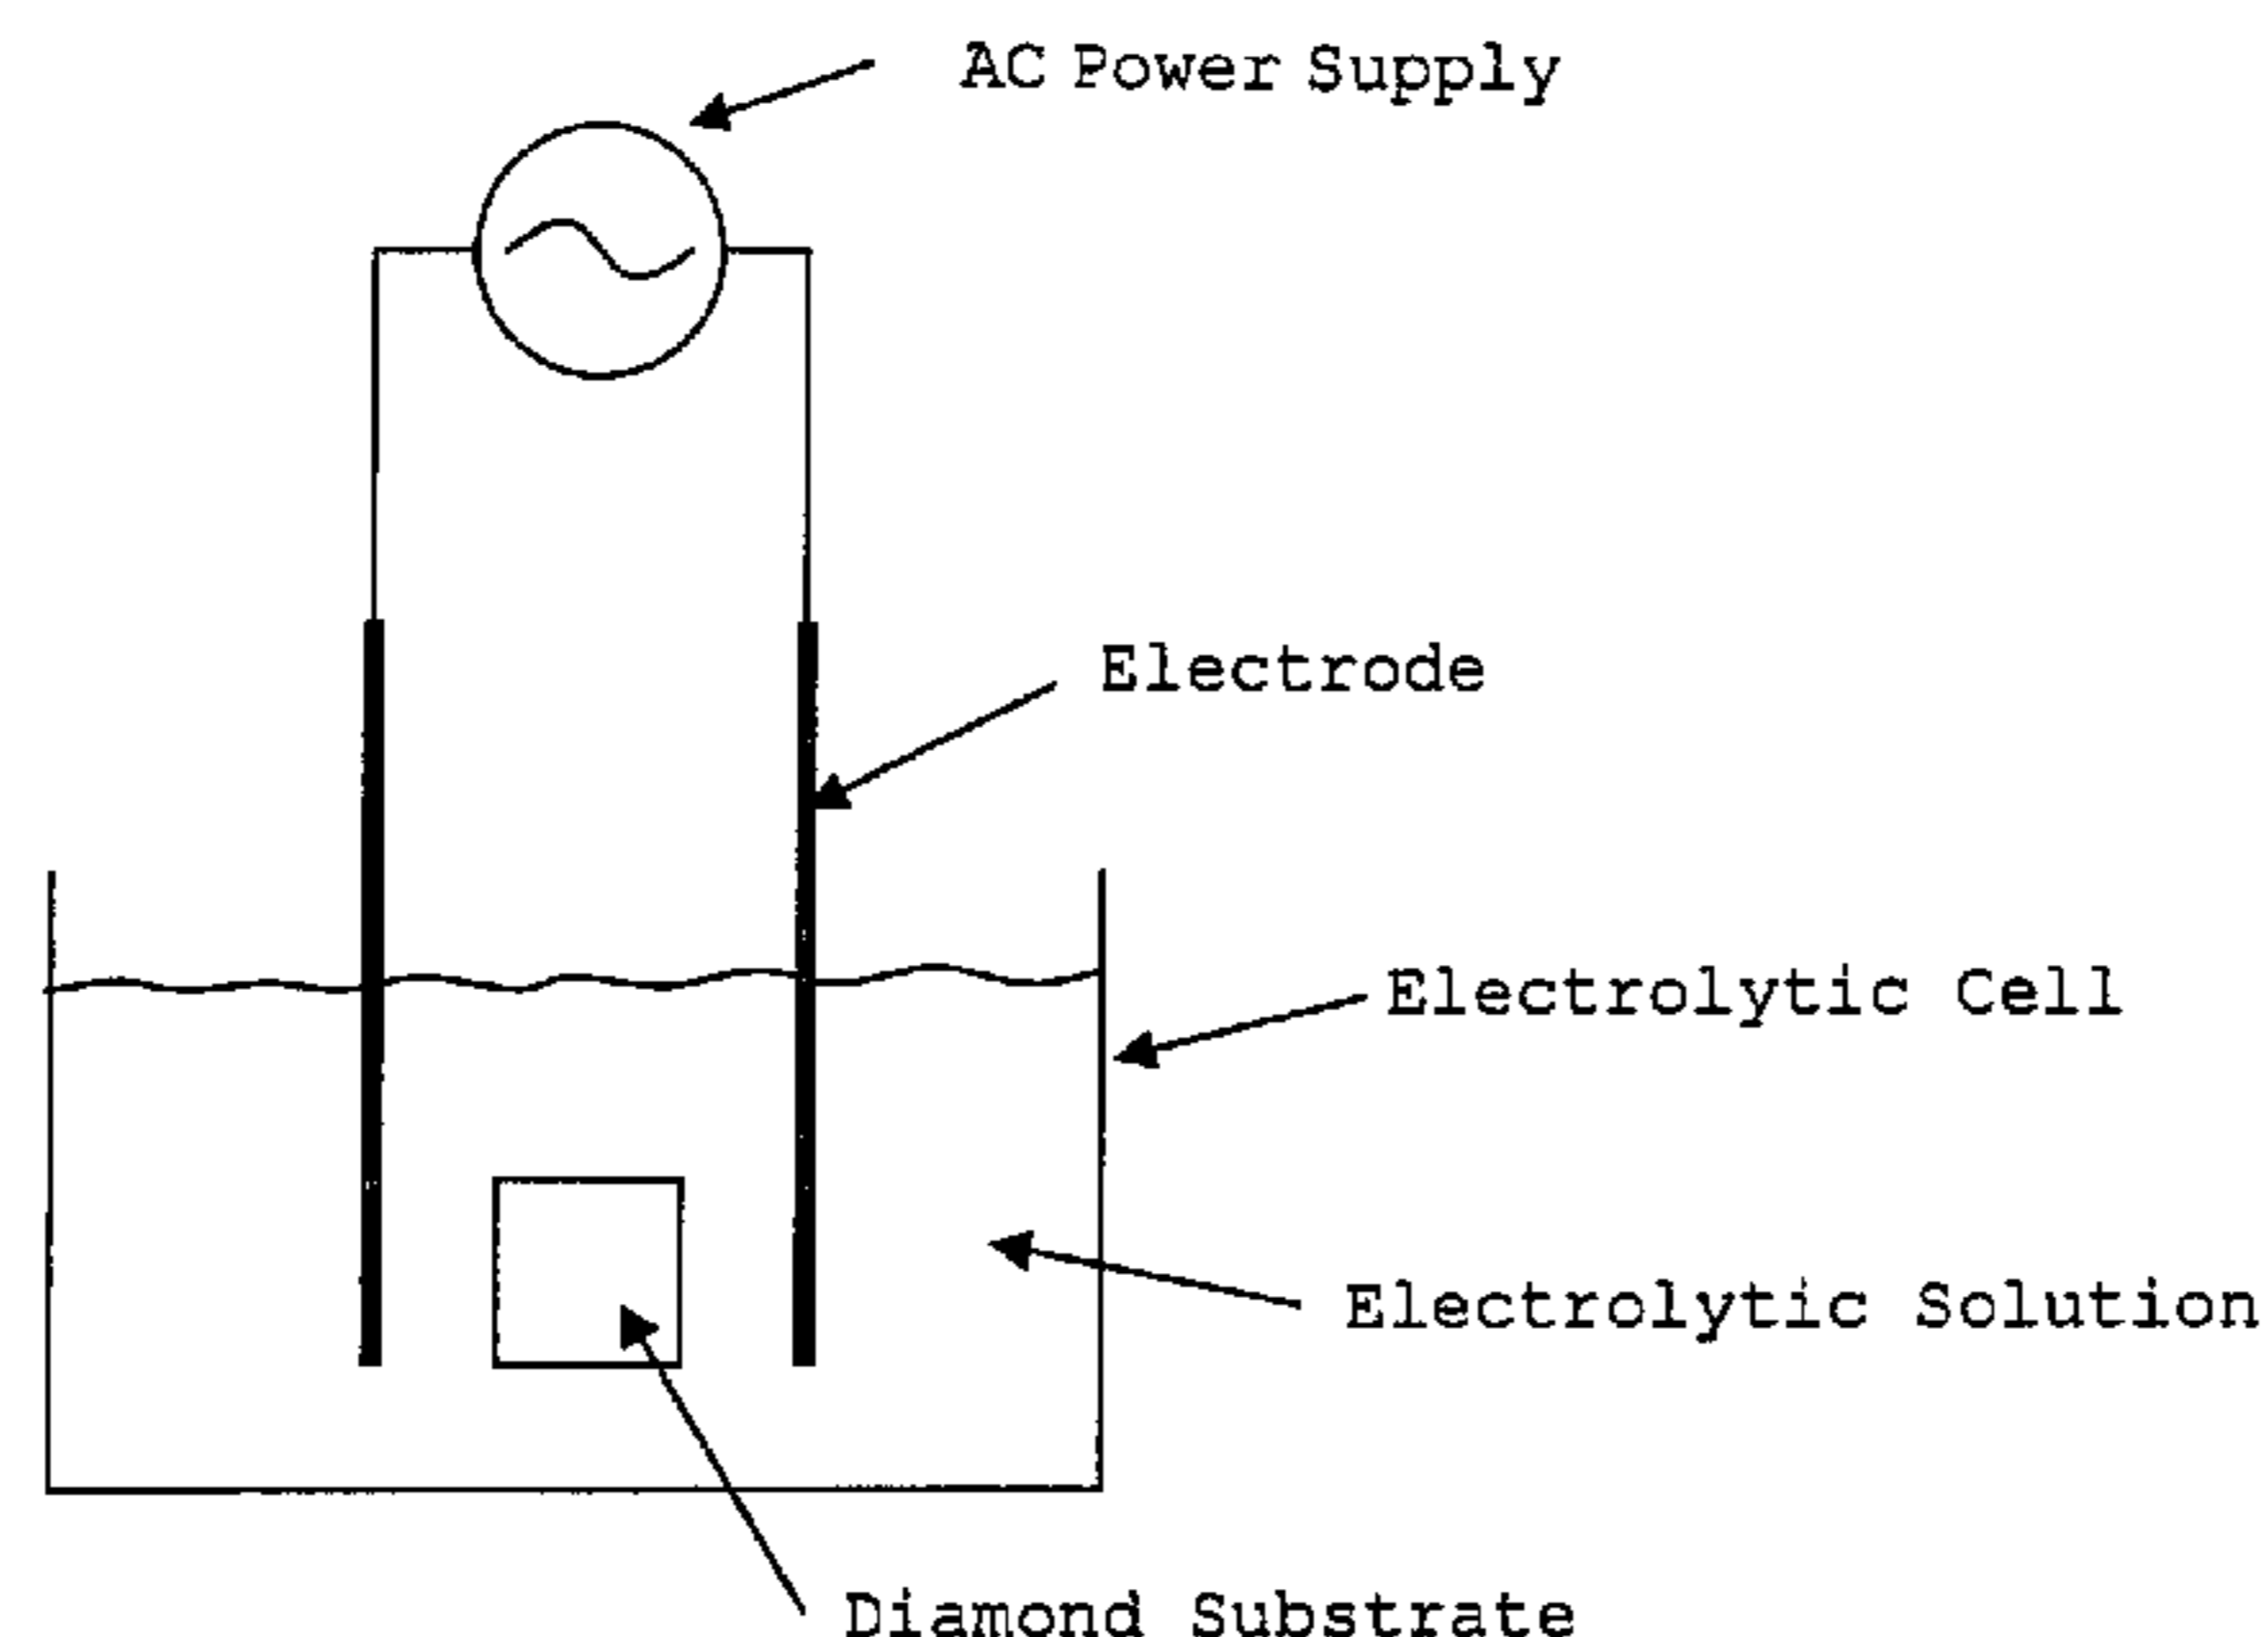 AC Power Supply
Electrode
Electrolytic Cell
Electrolytic Solution
Diamond Substrate